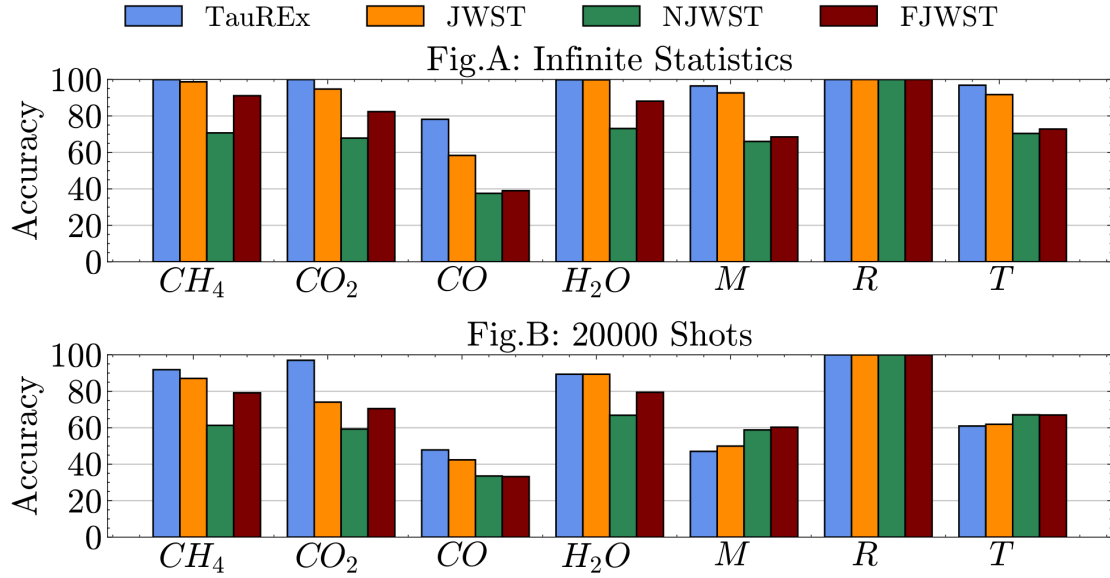 TauREx JWST NJWST FJWST
Fig.A: Infinite Statistics
Accuracy
100
80
60
40
20
0
CH₄ CO₂ CO H₂O M R T
Fig.B: 20000 Shots
Accuracy
100
80
60
40
20
0
CH₄ CO₂ CO H₂O M R T